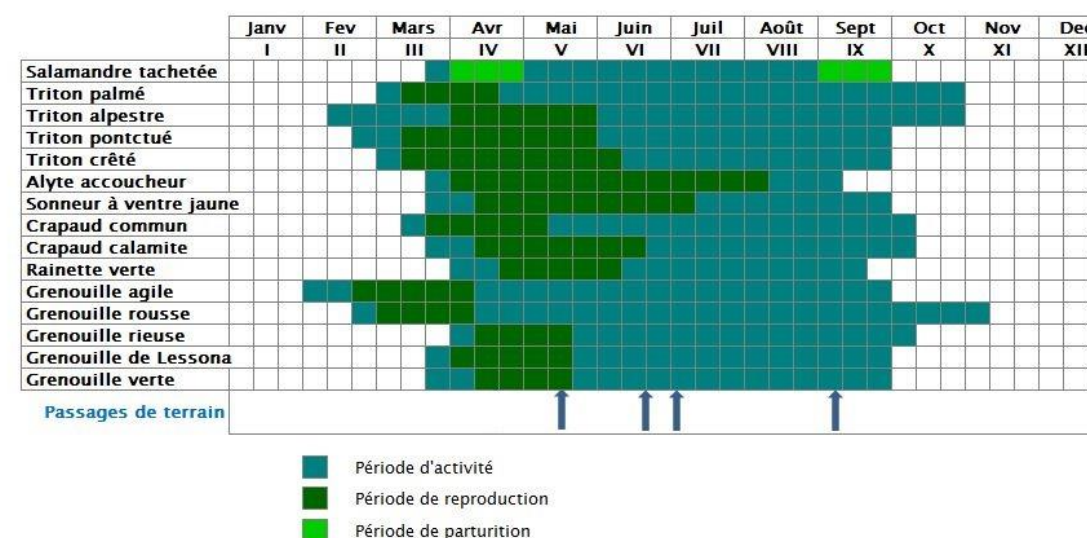 Janv Fev Mars Avr Mai Juin Juil Août Sept Oct Nov Dec
I II III IV V VI VII VIII IX X XI XII
Salamandre tachetée
Triton palmé
Triton alpestre
Triton pontctué
Triton crêté
Alyte accoucheur
Sonneur à ventre jaune
Crapaud commun
Crapaud calamite
Rainette verte
Grenouille agile
Grenouille rousse
Grenouille rieuse
Grenouille de Lessona
Grenouille verte
Passages de terrain
Période d'activité
Période de reproduction
Période de parturition